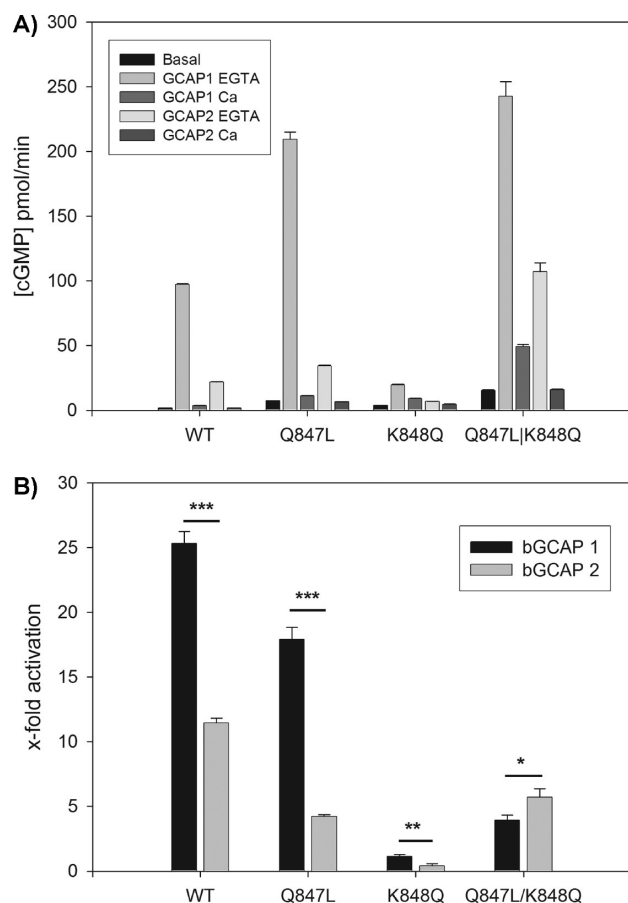 A)
300
250
200
150
100
50
0
[cGMP] pmol/min
Basal
GCAP1 EGTA
GCAP1 Ca
GCAP2 EGTA
GCAP2 Ca
WT Q847L K848Q Q847L|K848Q
B)
30
25
20
15
10
5
0
x-fold activation
bGCAP 1
bGCAP 2
***
***
**
*
WT Q847L K848Q Q847L/K848Q